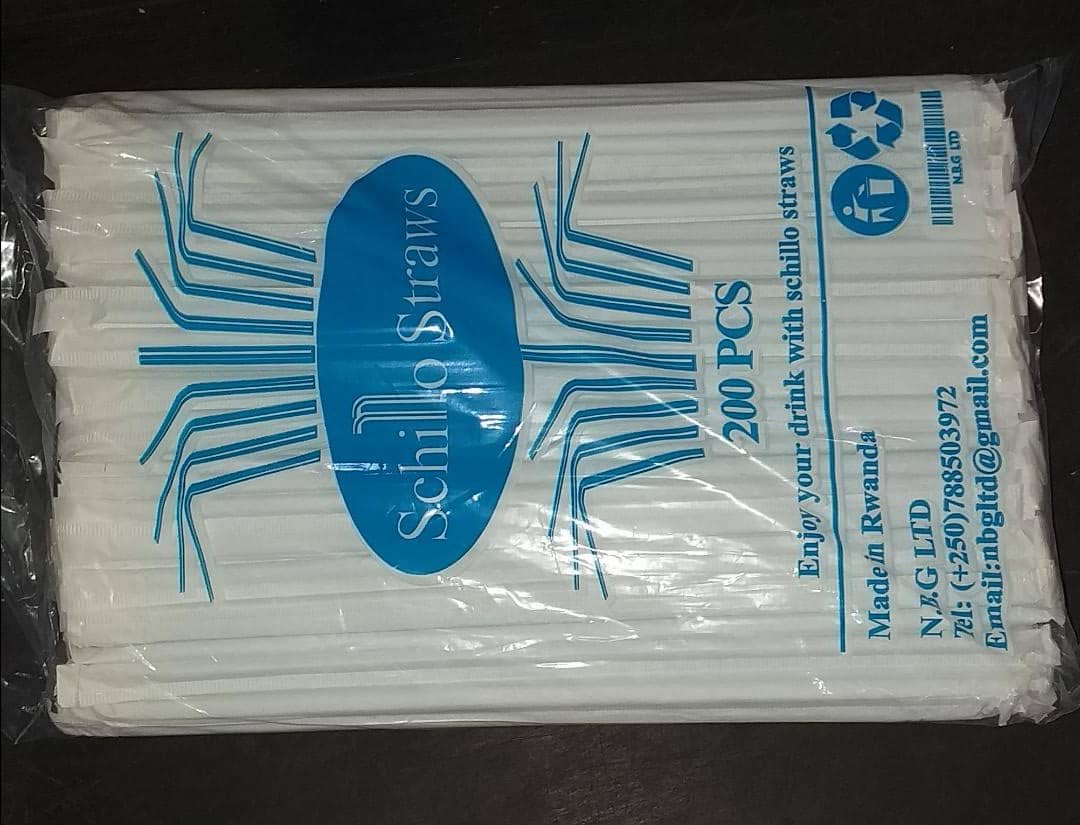 Schillo Straws
200 PCS
Enjoy your drink with schillo straws
Made in Rwanda
N.B.G LTD
Tel: (+250)788503972
Email:nbgltd@gmail.com
N.B.G LTD